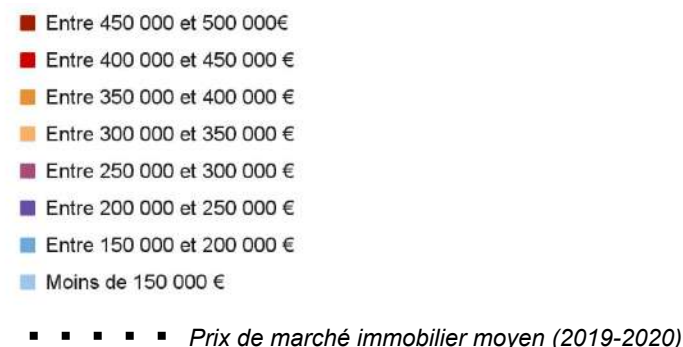 Entre 450 000 et 500 000€
Entre 400 000 et 450 000 €
Entre 350 000 et 400 000 €
Entre 300 000 et 350 000 €
Entre 250 000 et 300 000 €
Entre 200 000 et 250 000 €
Entre 150 000 et 200 000 €
Moins de 150 000 €
Prix de marché immobilier moyen (2019-2020)